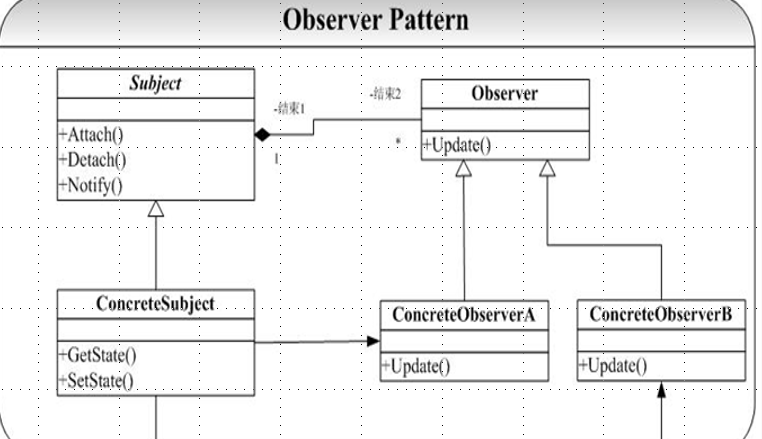 Observer Pattern
Subject
+Attach()
+Detach()
+Notify()
-结束1
1
-结束2
*
Observer
+Update()
ConcreteSubject
+GetState()
+SetState()
ConcreteObserverA
+Update()
ConcreteObserverB
+Update()